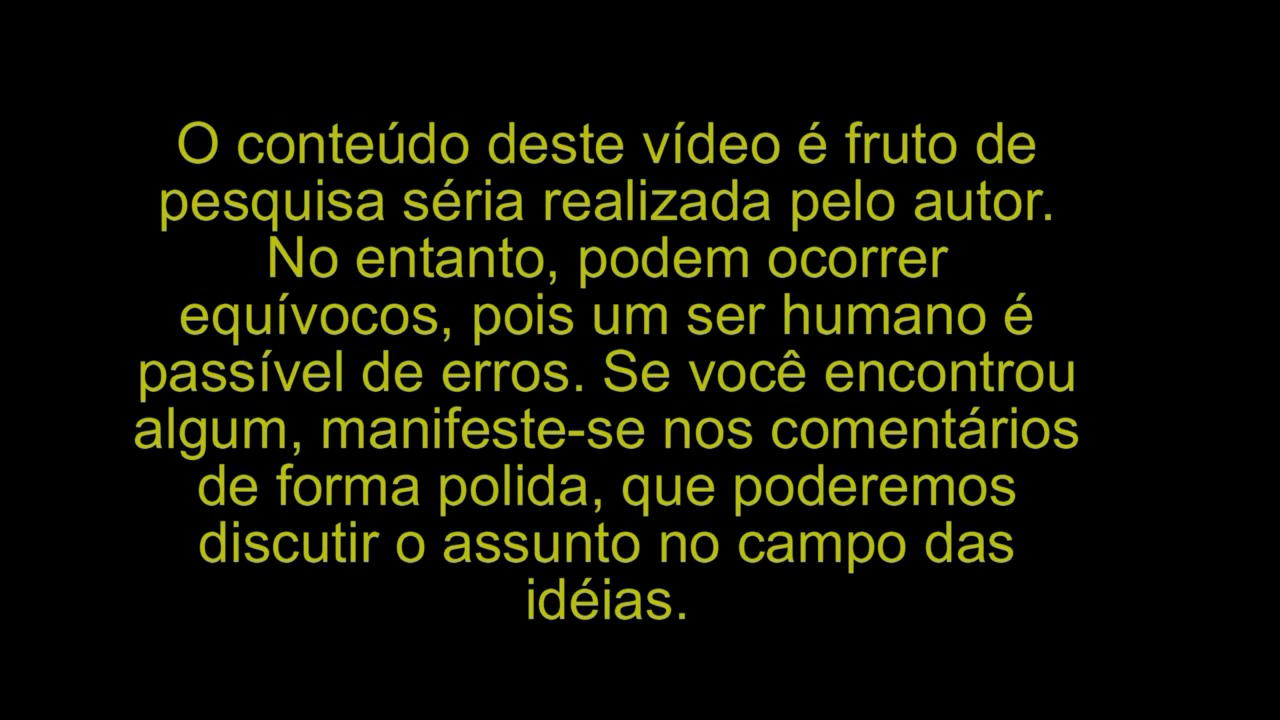 O conteúdo deste vídeo é fruto de
pesquisa séria realizada pelo autor.
No entanto, podem ocorrer
equívocos, pois um ser humano é
passível de erros. Se você encontrou
algum, manifeste-se nos comentários
de forma polida, que poderemos
discutir o assunto no campo das
idéias.